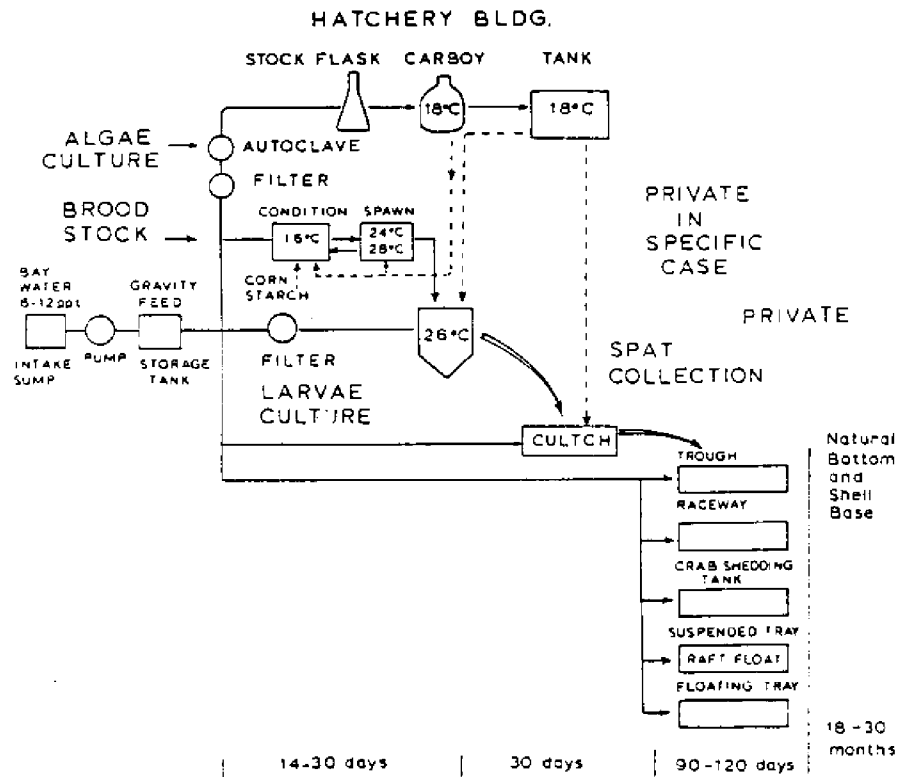 HATCHERY BLDG.
STOCK FLASK
CARBOY
TANK
18°C
18°C
ALGAE
CULTURE
AUTOCLAVE
FILTER
BROOD
STOCK
CONDITION
SPAWN
16°C
24°C
28°C
CORN
STARCH
PRIVATE
IN
SPECIFIC
CASE
BAY
WATER
6-12ppt
GRAVITY
FEED
INTAKE
SUMP
PUMP
STORAGE
TANK
FILTER
26°C
PRIVATE
LARVAE
CULTURE
SPAT
COLLECTION
CULTCH
TROUGH
RACEWAY
CRAB SHEDDING
TANK
SUSPENDED TRAY
RAFT FLOAT
FLOATING TRAY
Natural
Bottom
and
Shell
Base
14-30 days
30 days
90-120 days
18-30
months